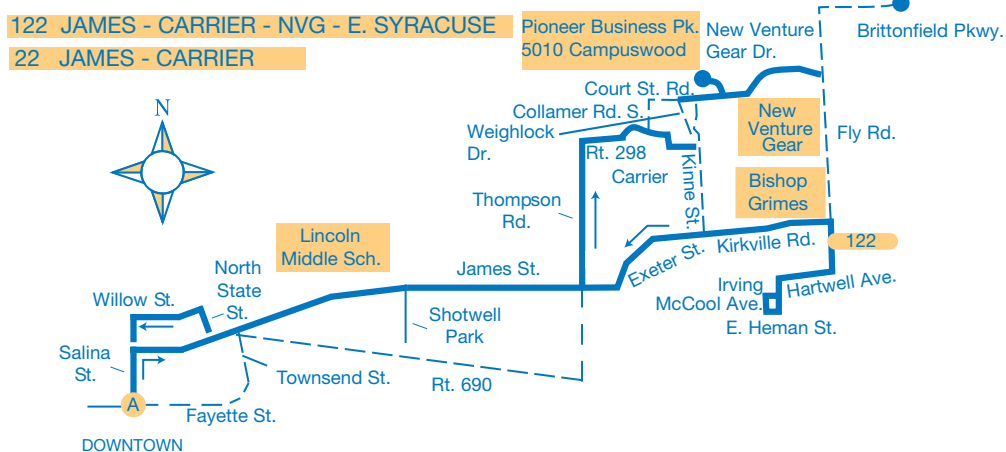 122 JAMES - CARRIER - NVG - E. SYRACUSE
22 JAMES - CARRIER
Pioneer Business Pk.
5010 Campuswood
New Venture
Gear Dr.
Brittonfield Pkwy.
Court St. Rd.
Collamer Rd. S.
Weighlock
Dr.
New
Venture
Gear
Fly Rd.
N
Rt. 298
Carrier
Kinne St.
Bishop
Grimes
Thompson
Rd.
Lincoln
Middle Sch.
Exeter St.
Kirkville Rd.
122
North
State
St.
James St.
Irving
McCool Ave.
Hartwell Ave.
E. Heman St.
Willow St.
Shotwell
Park
Salina
St.
Townsend St.
Rt. 690
A
Fayette St.
DOWNTOWN